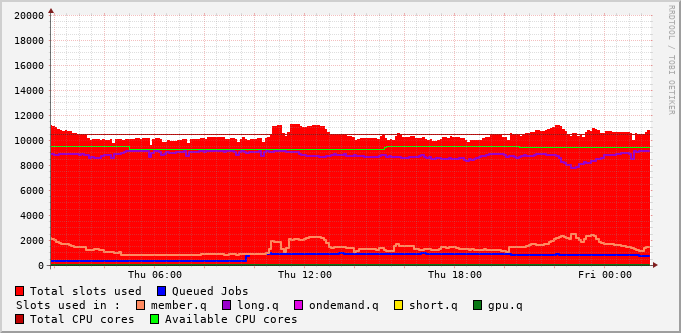 20000
18000
16000
14000
12000
10000
8000
6000
4000
2000
0
Thu 06:00 Thu 12:00 Thu 18:00 Fri 00:00
RRDTOOL / TOBI OETIKER
Total slots used Queued Jobs
Slots used in : member.q long.q ondemand.q short.q gpu.q
Total CPU cores Available CPU cores